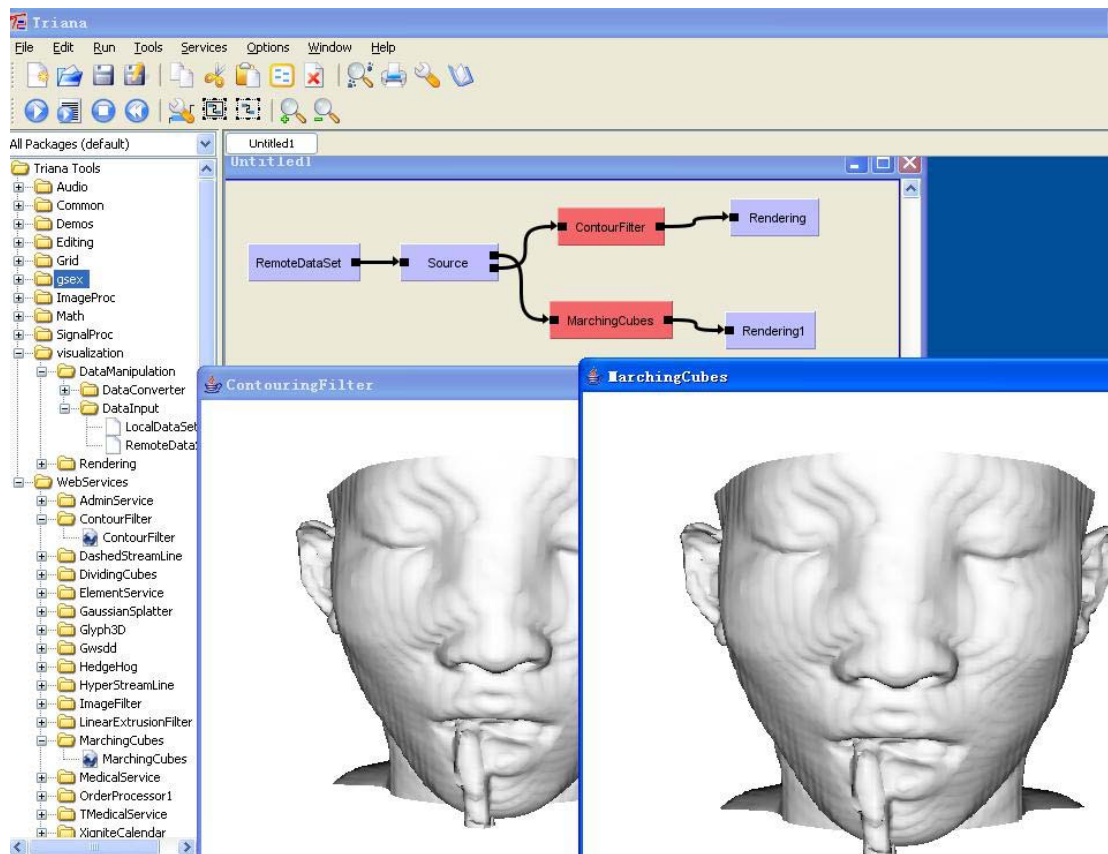 Triana
File Edit Run Tools Services Options Window Help
All Packages (default)
Untitled1
Untitled1
Triana Tools
Audio
Common
Demos
Editing
Grid
gsex
ImageProc
Math
SignalProc
visualization
DataManipulation
DataConverter
DataInput
LocalDataSet
RemoteDataS
Rendering
WebServices
AdminService
ContourFilter
ContourFilter
DashedStreamLine
DividingCubes
ElementService
GaussianSplatter
Glyph3D
Gwsdd
HedgeHog
HyperStreamLine
ImageFilter
LinearExtrusionFilter
MarchingCubes
MarchingCubes
MedicalService
OrderProcessor1
TMedicalService
XigniteCalendar
RemoteDataSet
Source
ContourFilter
Rendering
MarchingCubes
Rendering1
ContouringFilter
MarchingCubes